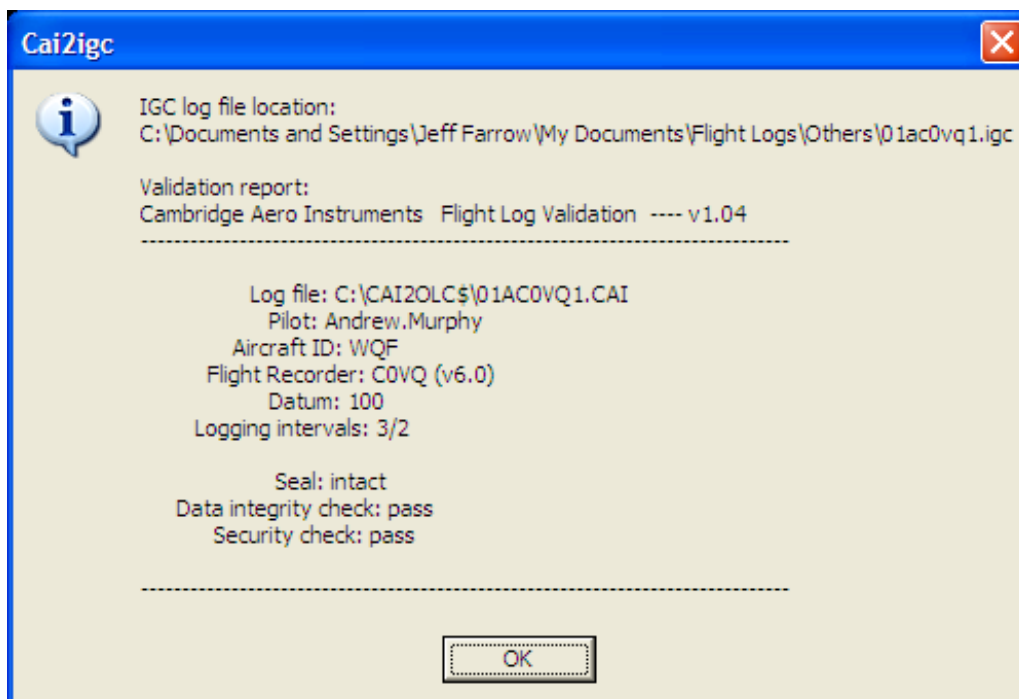 Cai2igc
IGC log file location:
C:\Documents and Settings\Jeff Farrow\My Documents\Flight Logs\Others\01ac0vq1.igc
Validation report:
Cambridge Aero Instruments   Flight Log Validation  ---- v1.04
--------------------------------------------------------------------------------
Log file: C:\CAI2OLC$\01AC0VQ1.CAI
Pilot: Andrew.Murphy
Aircraft ID: WQF
Flight Recorder: C0VQ (v6.0)
Datum: 100
Logging intervals: 3/2
Seal: intact
Data integrity check: pass
Security check: pass
--------------------------------------------------------------------------------
OK